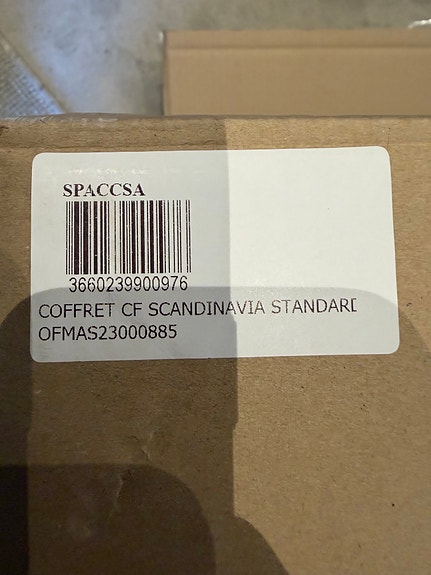 SPACCSA
3660239900976
COFFRET CF SCANDINAVIA STANDARD
OFMAS23000885